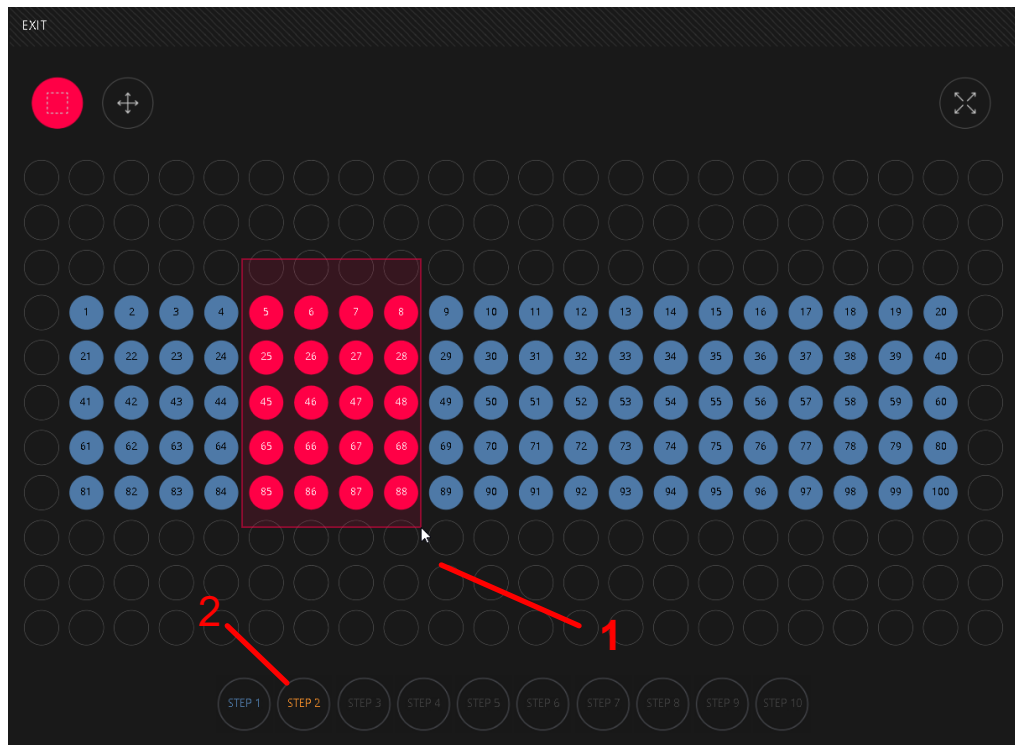 EXIT
1 2 3 4 5 6 7 8 9 10 11 12 13 14 15 16 17 18 19 20
21 22 23 24 25 26 27 28 29 30 31 32 33 34 35 36 37 38 39 40
41 42 43 44 45 46 47 48 49 50 51 52 53 54 55 56 57 58 59 60
61 62 63 64 65 66 67 68 69 70 71 72 73 74 75 76 77 78 79 80
81 82 83 84 85 86 87 88 89 90 91 92 93 94 95 96 97 98 99 100
2
1
STEP 1 STEP 2 STEP 3 STEP 4 STEP 5 STEP 6 STEP 7 STEP 8 STEP 9 STEP 10